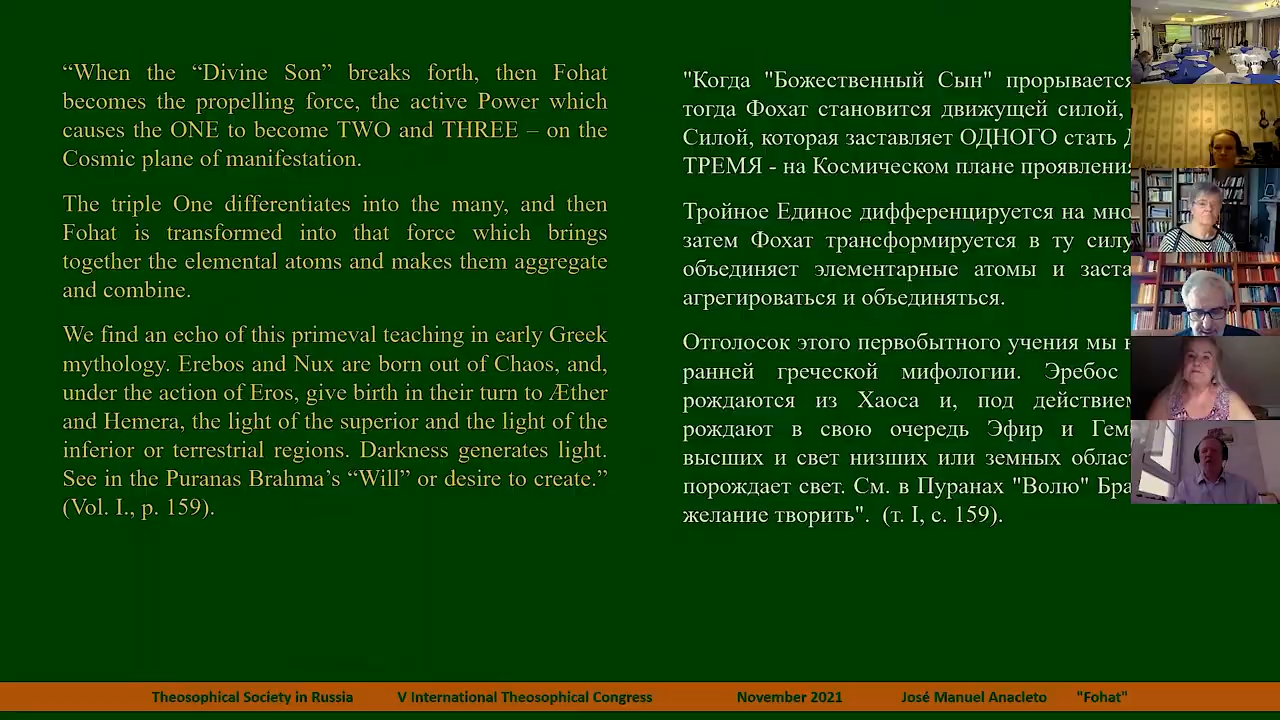 “When the “Divine Son” breaks forth, then Fohat
becomes the propelling force, the active Power which
causes the ONE to become TWO and THREE – on the
Cosmic plane of manifestation.
The triple One differentiates into the many, and then
Fohat is transformed into that force which brings
together the elemental atoms and makes them aggregate
and combine.
We find an echo of this primeval teaching in early Greek
mythology. Erebos and Nux are born out of Chaos, and,
under the action of Eros, give birth in their turn to Æther
and Hemera, the light of the superior and the light of the
inferior or terrestrial regions. Darkness generates light.
See in the Puranas Brahma’s “Will” or desire to create.”
(Vol. I., p. 159).
"Когда "Божественный Сын" прорывается
тогда Фохат становится движущей силой,
Силой, которая заставляет ОДНОГО стать
ТРЕМЯ - на Космическом плане
Тройное Единое дифференцируется на
затем Фохат трансформируется в ту силу
объединяет элементарные атомы и
агрегироваться и объединяться.
Отголосок этого первобытного учения мы
ранней греческой мифологии. Эребос
рождаются из Хаоса и, под
рождают в свою очередь Эфир и
высших и свет низших или земных
порождает свет. См. в Пуранах "Волю"
желание творить". (т. I, с. 159).
Theosophical Society in Russia V International Theosophical Congress November 2021 José Manuel Anacleto "Fohat"